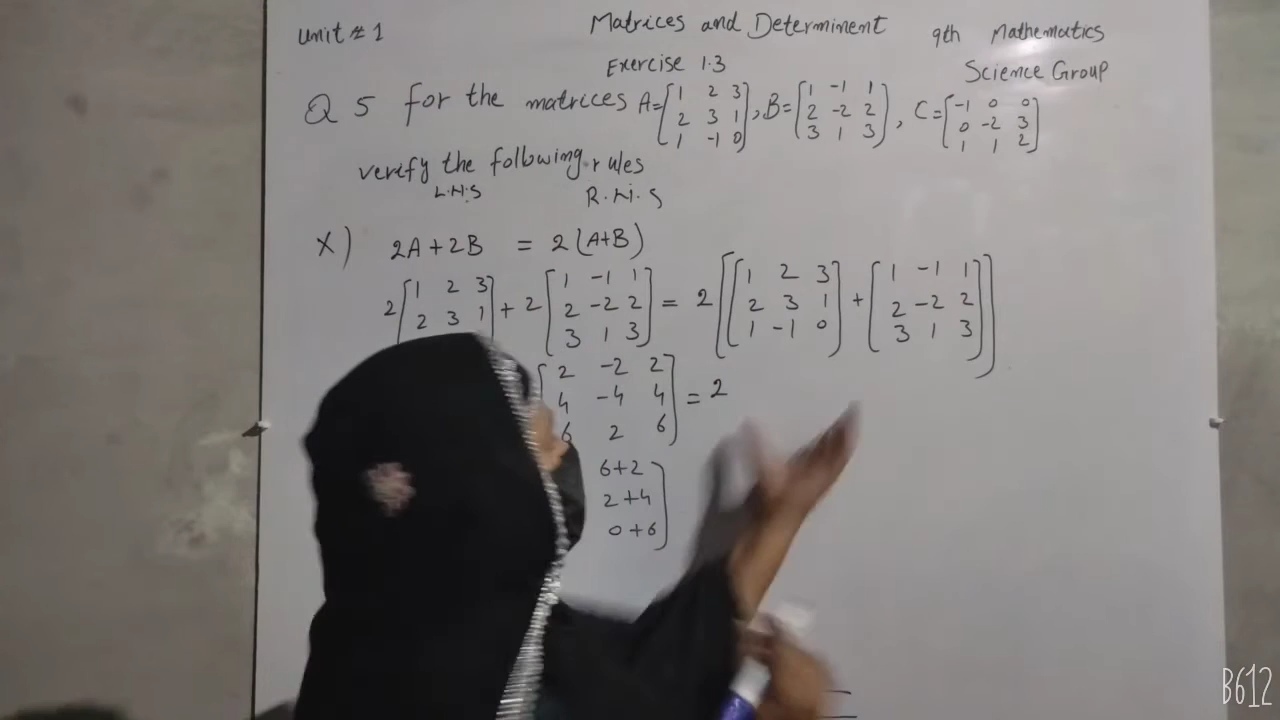 Unit # 1 Matrices and Determinent 9th Mathematics
Exercise 1.3 Science Group
Q 5 for the matrices A=[1 2 3 2 3 1 1 -1 0], B=[1 -1 1 2 -2 2 3 1 3], C=[-1 0 0 0 -2 3 1 1 2]
verify the following rules
L.H.S R.H.S
x) 2A+2B = 2(A+B)
2[1 2 3 2 3 1 + 2[1 -1 1 2 -2 2 3 1 3] = 2[[1 2 3 2 3 1 1 -1 0] + [1 -1 1 2 -2 2 3 1 3]]
[2 -2 2 4 -4 4 6 2 6] = 2
6+2
2+4
0+6]
B612